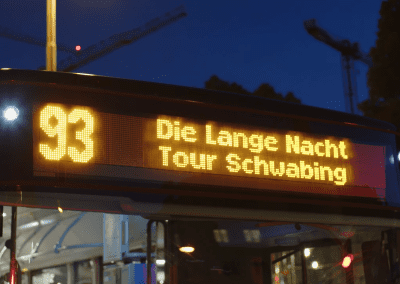 93
Die Lange Nacht
Tour Schwabing